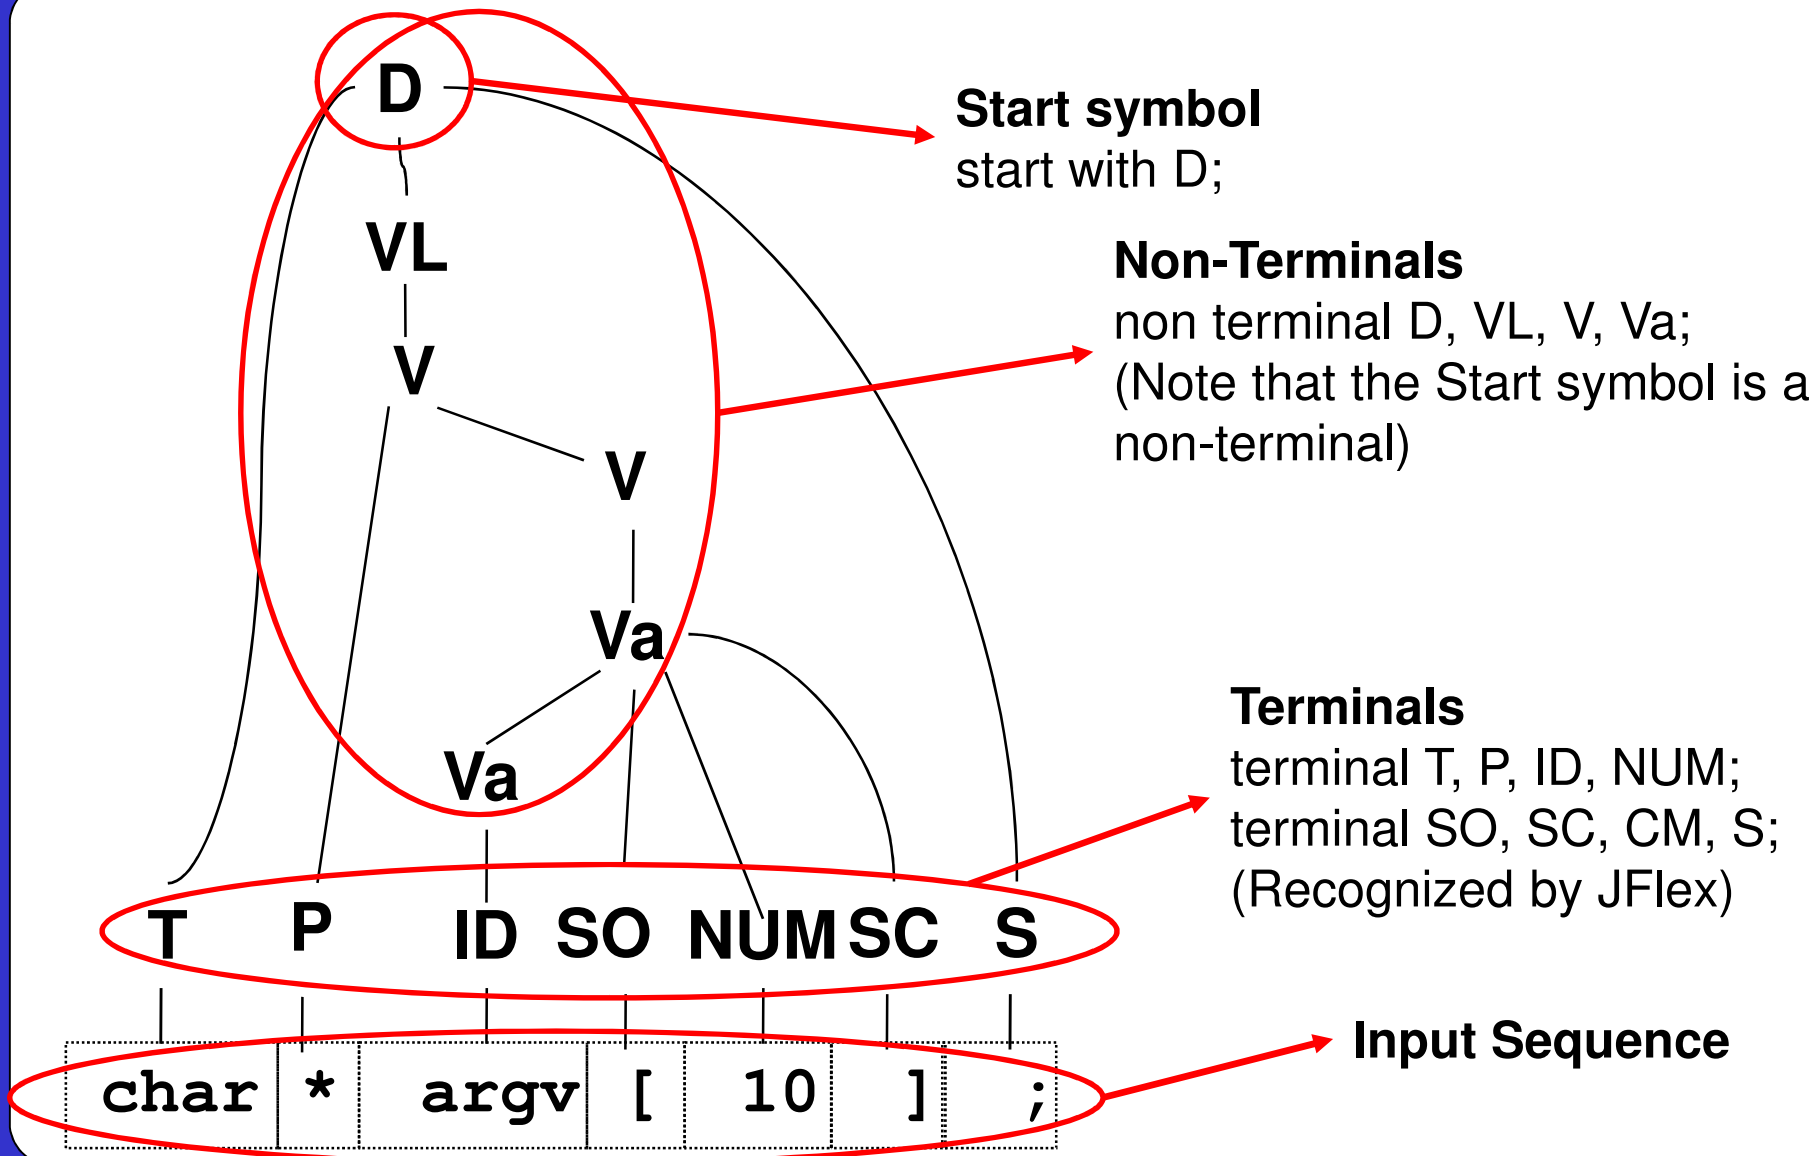 D
Start symbol
start with D;
VL
Non-Terminals
non terminal D, VL, V, Va;
(Note that the Start symbol is a
non-terminal)
V
V
Va
Va
Terminals
terminal T, P, ID, NUM;
terminal SO, SC, CM, S;
(Recognized by JFlex)
T P ID SO NUM SC S
Input Sequence
char * argv [ 10 ] ;